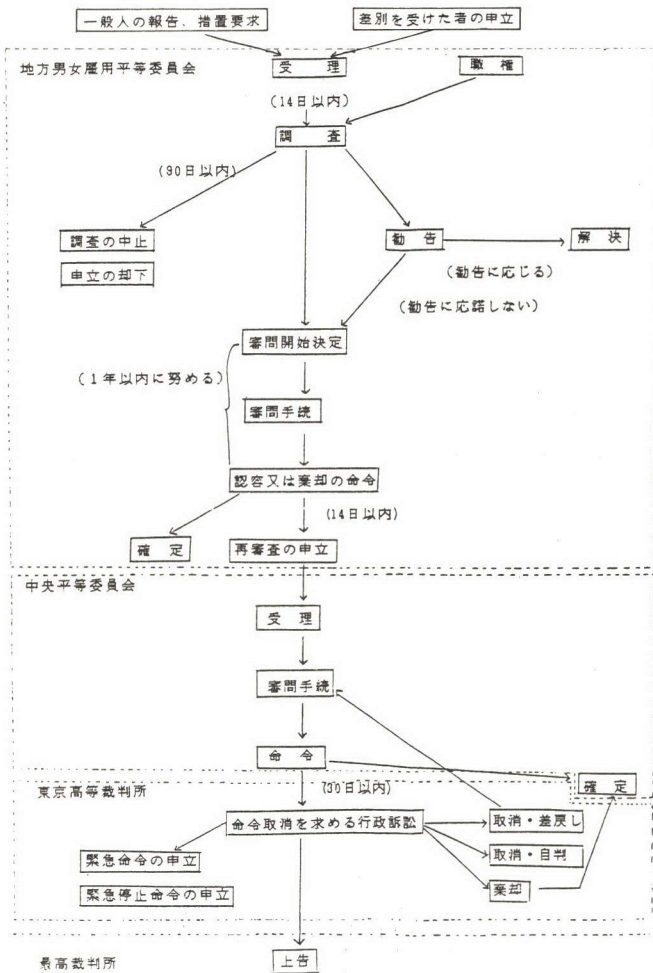 一般人の報告、措置要求
差別を受けた者の申立
地方男女雇用平等委員会
受理
職権
(14日以内)
調査
(90日以内)
調査の中止
申立の却下
勧告
解決
(勧告に応じる)
(勧告に応諾しない)
審問開始決定
(1年以内に努める)
審問手続
認容又は棄却の命令
(14日以内)
確定
再審査の申立
中央平等委員会
受理
審問手続
命令
確定
東京高等裁判所
(30日以内)
命令取消を求める行政訴訟
取消・差戻し
取消・自判
棄却
緊急命令の申立
緊急停止命令の申立
最高裁判所
上告